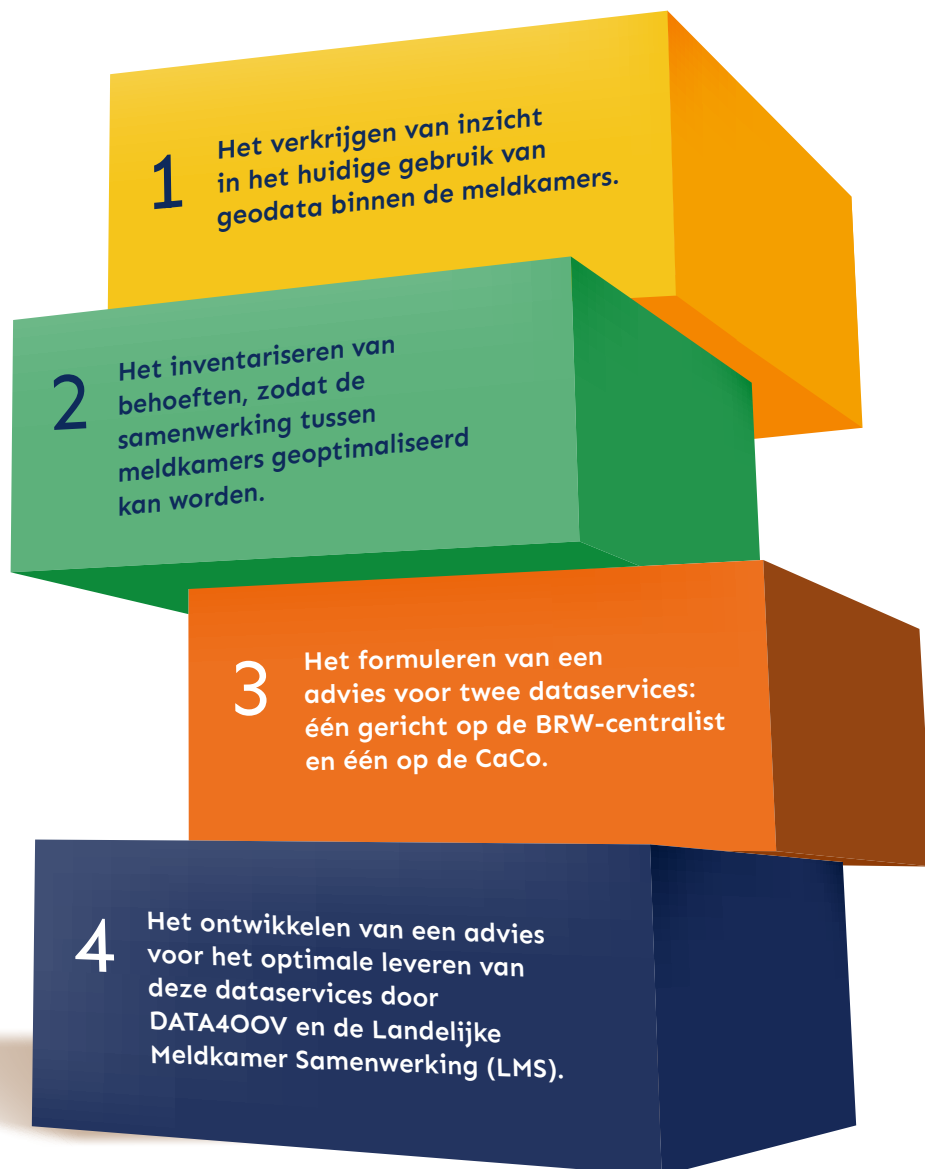 1
Het verkrijgen van inzicht
in het huidige gebruik van
geodata binnen de meldkamers.
2
Het inventariseren van
behoeften, zodat de
samenwerking tussen
meldkamers geoptimaliseerd
kan worden.
3
Het formuleren van een
advies voor twee dataservices:
één gericht op de BRW-centralist
en één op de CaCo.
4
Het ontwikkelen van een advies
voor het optimale leveren van
deze dataservices door
DATA4OOV en de Landelijke
Meldkamer Samenwerking (LMS).